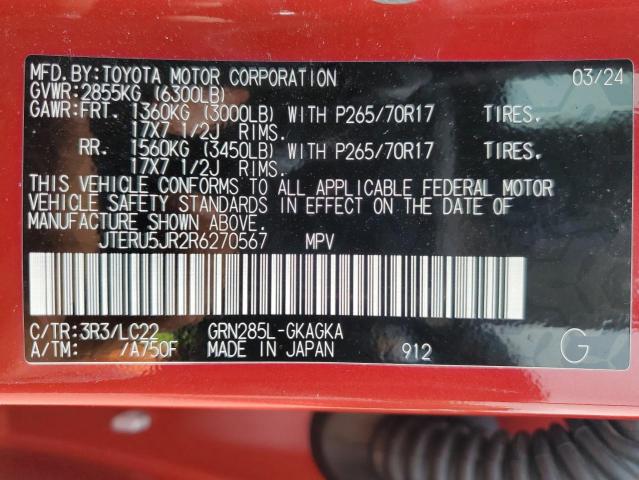 MFD.BY:TOYOTA MOTOR CORPORATION 03/24
GVWR:2855KG (6300LB)
GAWR:FRT. 1360KG (3000LB) WITH P265/70R17 TIRES.
17X7 1/2J RIMS.
RR. 1560KG (3450LB) WITH P265/70R17 TIRES.
17X7 1/2J RIMS.
THIS VEHICLE CONFORMS TO ALL APPLICABLE FEDERAL MOTOR
VEHICLE SAFETY STANDARDS IN EFFECT ON THE DATE OF
MANUFACTURE SHOWN ABOVE.
JTERU5JR2R6270567 MPV
C/TR:3R3/LC22 GRN285L-GKAGKA
A/TM: /A750F MADE IN JAPAN 912 G